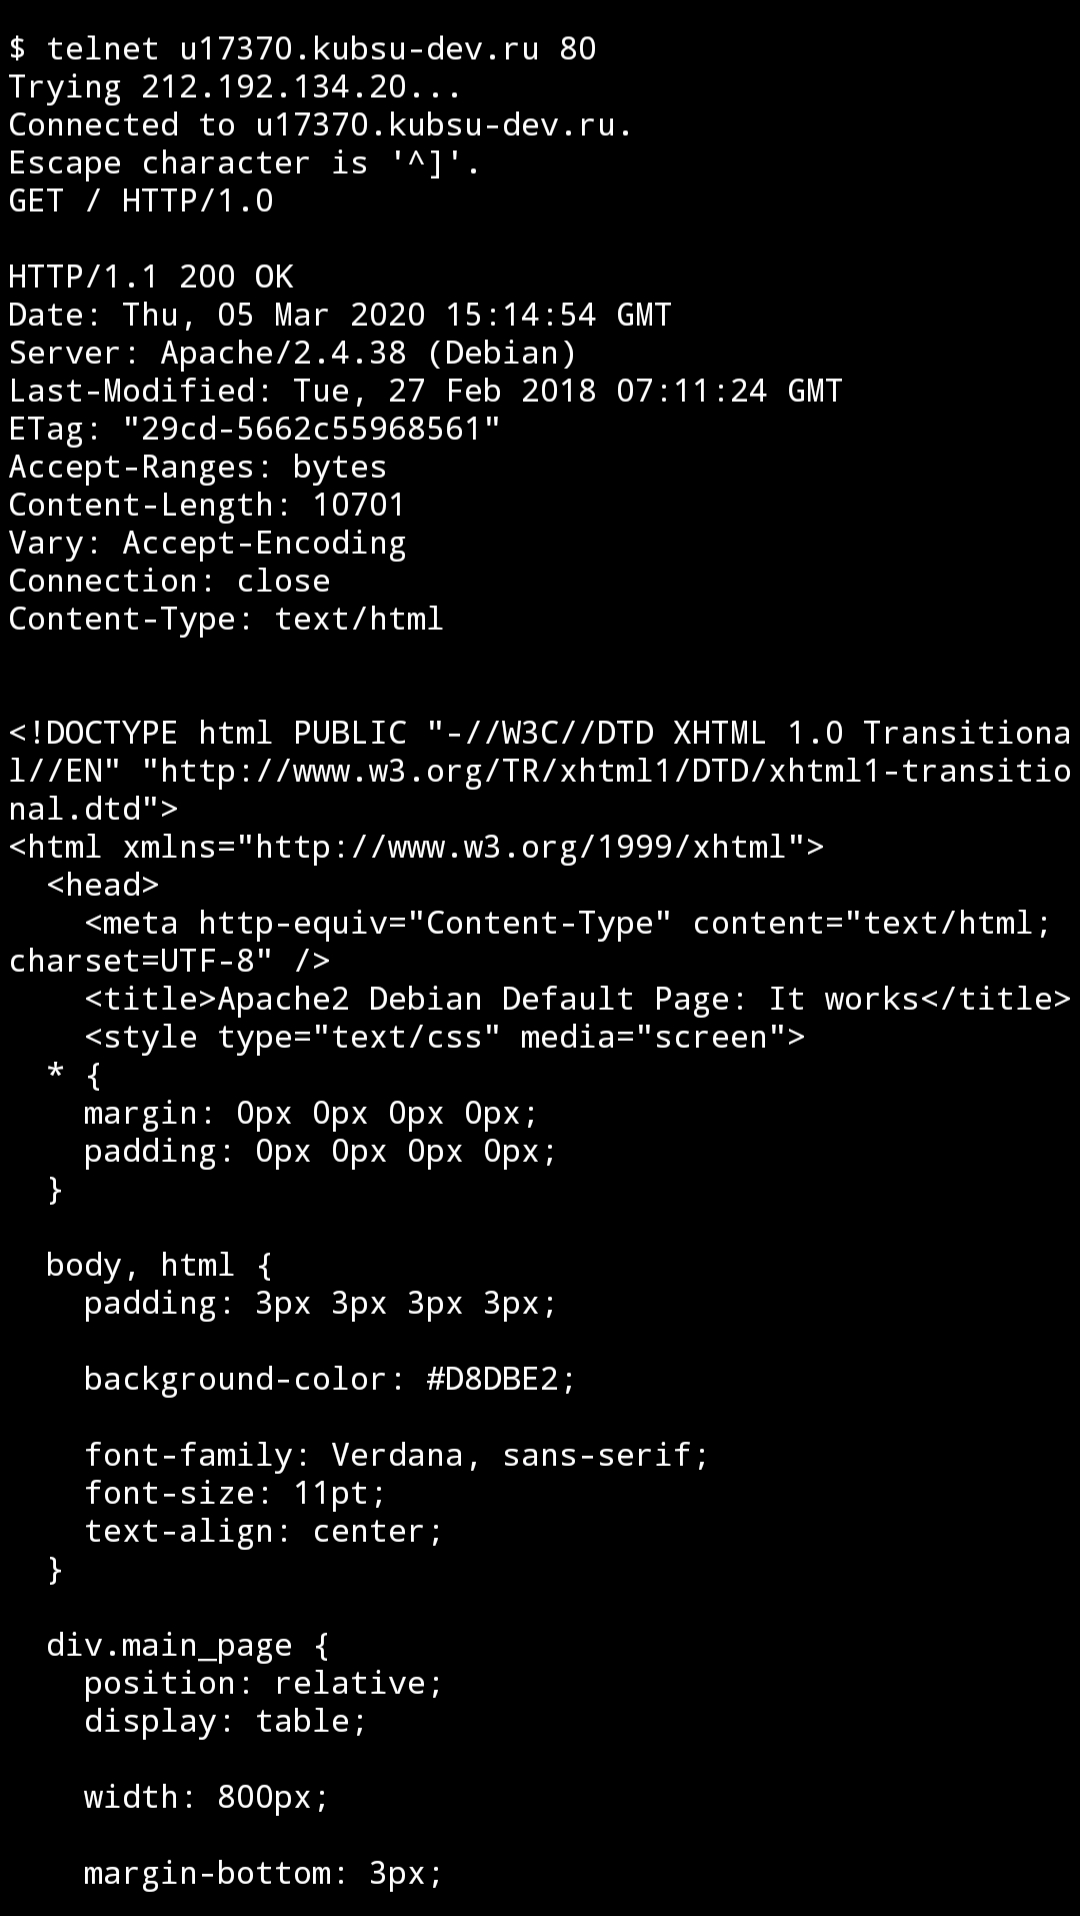 $ telnet u17370.kubsu-dev.ru 80
Trying 212.192.134.20...
Connected to u17370.kubsu-dev.ru.
Escape character is '^]'.
GET / HTTP/1.0

HTTP/1.1 200 OK
Date: Thu, 05 Mar 2020 15:14:54 GMT
Server: Apache/2.4.38 (Debian)
Last-Modified: Tue, 27 Feb 2018 07:11:24 GMT
ETag: "29cd-5662c55968561"
Accept-Ranges: bytes
Content-Length: 10701
Vary: Accept-Encoding
Connection: close
Content-Type: text/html


<!DOCTYPE html PUBLIC "-//W3C//DTD XHTML 1.0 Transitiona
l//EN" "http://www.w3.org/TR/xhtml1/DTD/xhtml1-transitio
nal.dtd">
<html xmlns="http://www.w3.org/1999/xhtml">
  <head>
    <meta http-equiv="Content-Type" content="text/html;
charset=UTF-8" />
    <title>Apache2 Debian Default Page: It works</title>
    <style type="text/css" media="screen">
  * {
    margin: 0px 0px 0px 0px;
    padding: 0px 0px 0px 0px;
  }

  body, html {
    padding: 3px 3px 3px 3px;

    background-color: #D8DBE2;

    font-family: Verdana, sans-serif;
    font-size: 11pt;
    text-align: center;
  }

  div.main_page {
    position: relative;
    display: table;

    width: 800px;

    margin-bottom: 3px;